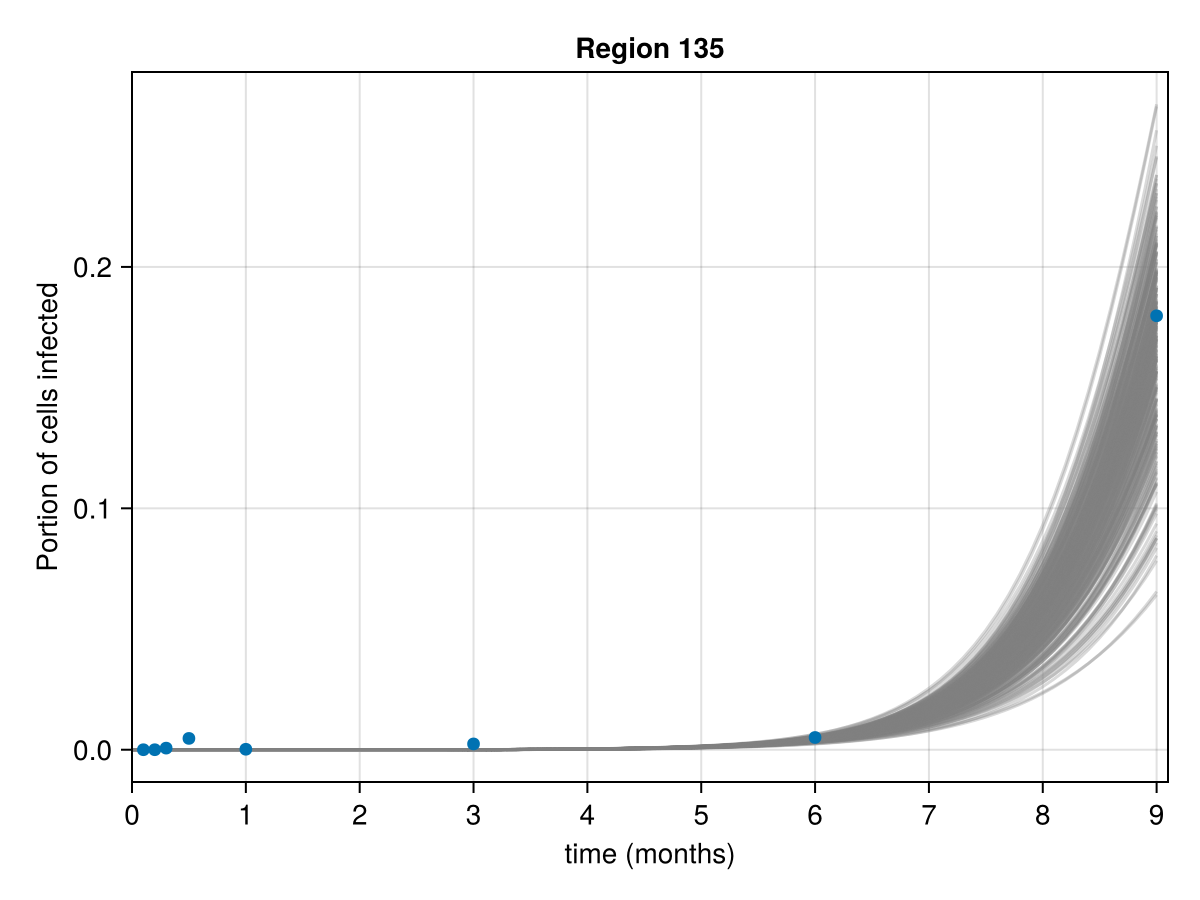 Region 135
Portion of cells infected
0.2
0.1
0.0
0 1 2 3 4 5 6 7 8 9
time (months)